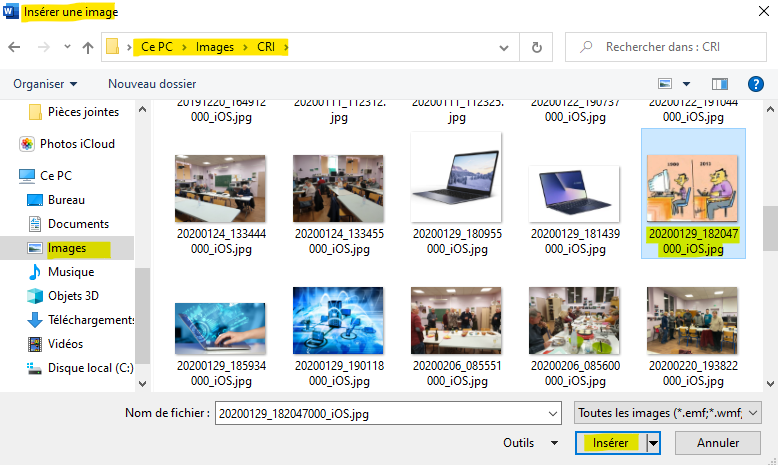 Insérer une image
Ce PC > Images > CRI >
Rechercher dans : CRI
Organiser
Nouveau dossier
Pièces jointes
Photos iCloud
Ce PC
Bureau
Documents
Images
Musique
Objets 3D
Téléchargements
Vidéos
Disque local (C:)
20191220_164912
000_iOS.jpg
20200111_112312.
jpg
20200111_112325.
jpg
20200122_190737
000_iOS.jpg
20200122_191044
000_iOS.jpg
20200124_133444
000_iOS.jpg
20200124_133455
000_iOS.jpg
20200129_180955
000_iOS.jpg
20200129_181439
000_iOS.jpg
1980
2013
20200129_182047
000_iOS.jpg
20200129_185934
000_iOS.jpg
20200129_190118
000_iOS.jpg
20200206_085551
000_iOS.jpg
20200206_085600
000_iOS.jpg
20200220_193822
000_iOS.jpg
Nom de fichier :
20200129_182047000_iOS.jpg
Toutes les images (*.emf;*.wmf;
Outils
Insérer
Annuler